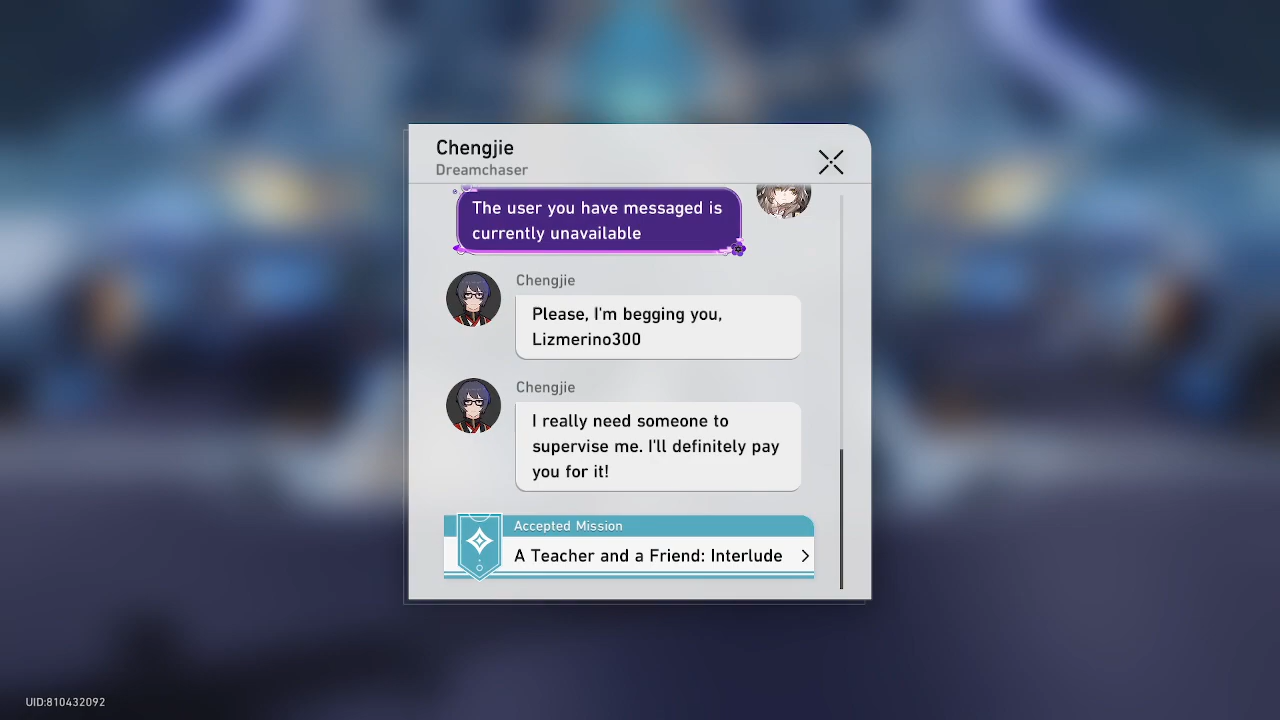 Chengjie
Dreamchaser
The user you have messaged is
currently unavailable
Chengjie
Please, I'm begging you,
Lizmerino300
Chengjie
I really need someone to
supervise me. I'll definitely pay
you for it!
Accepted Mission
A Teacher and a Friend: Interlude
UID:810432092